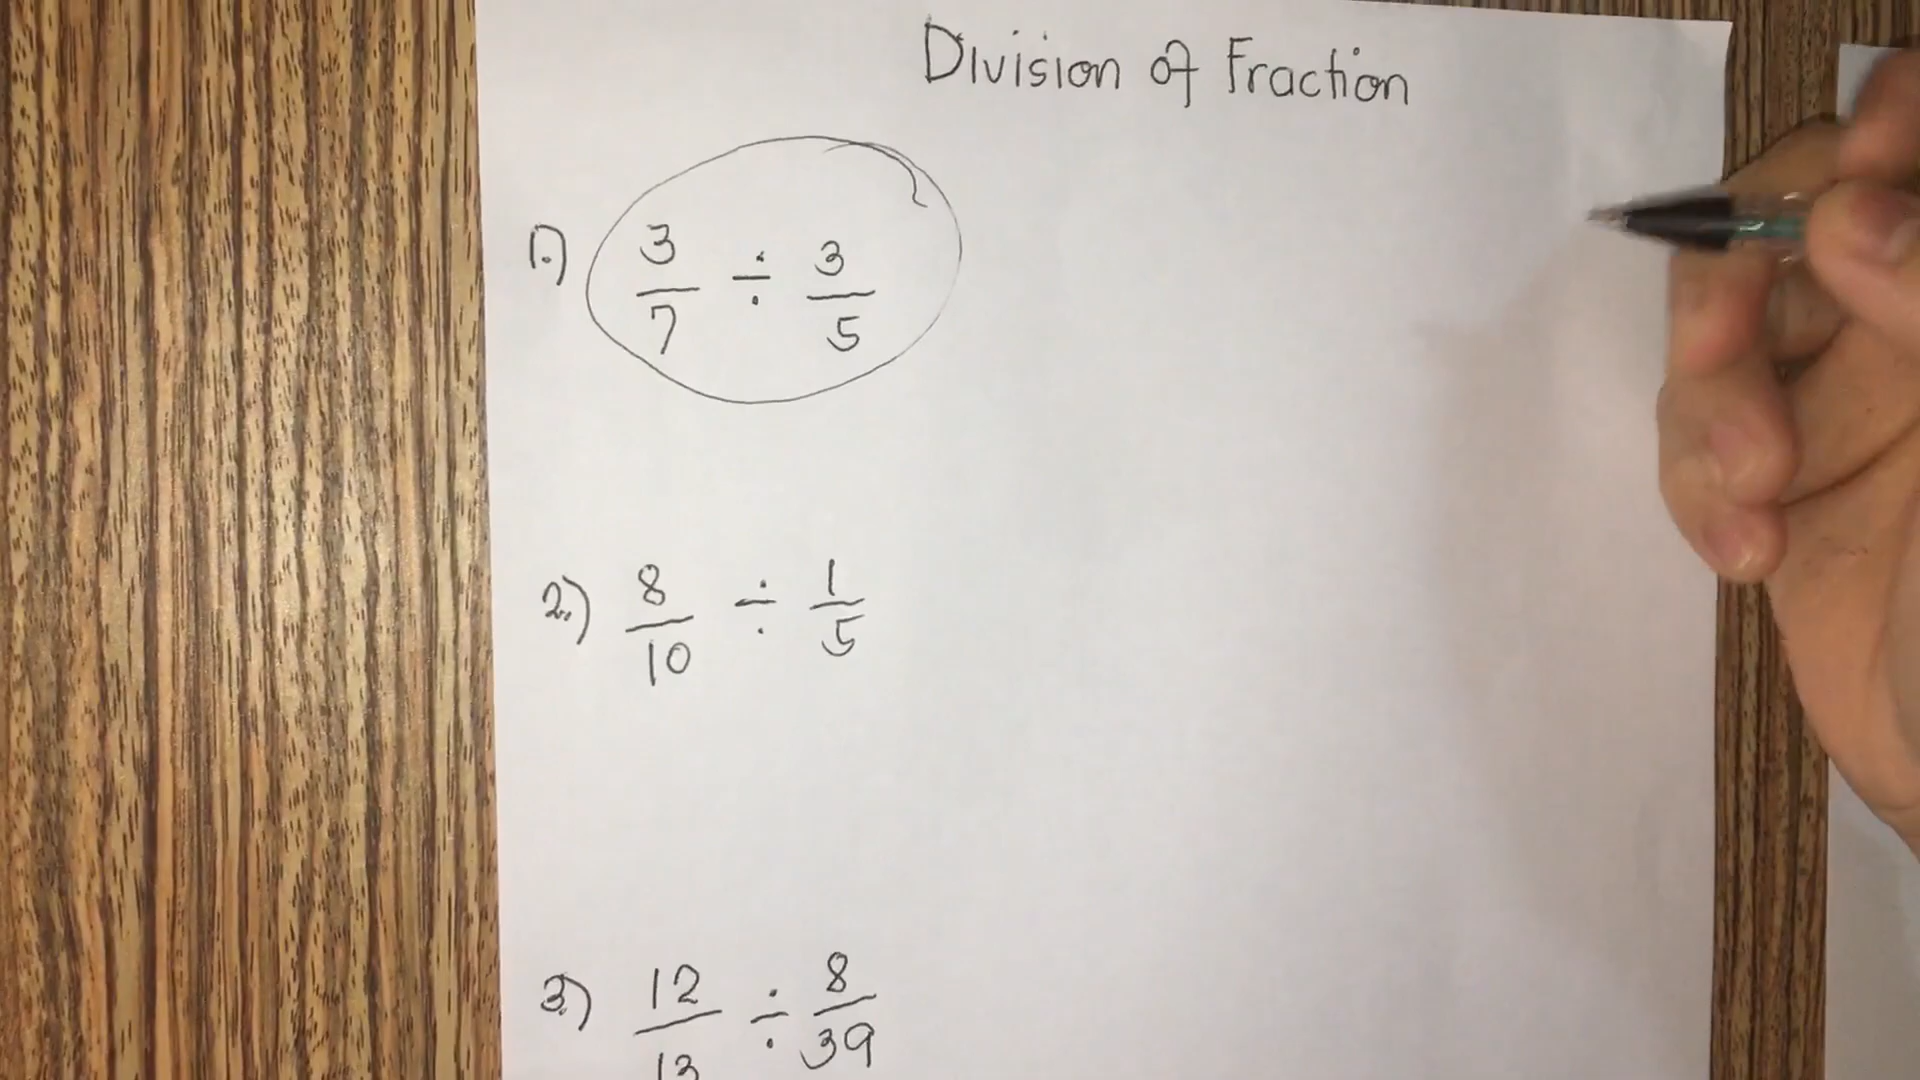 Division of Fraction
1.) 3/7 ÷ 3/5
2.) 8/10 ÷ 1/5
3.) 12/13 ÷ 8/39